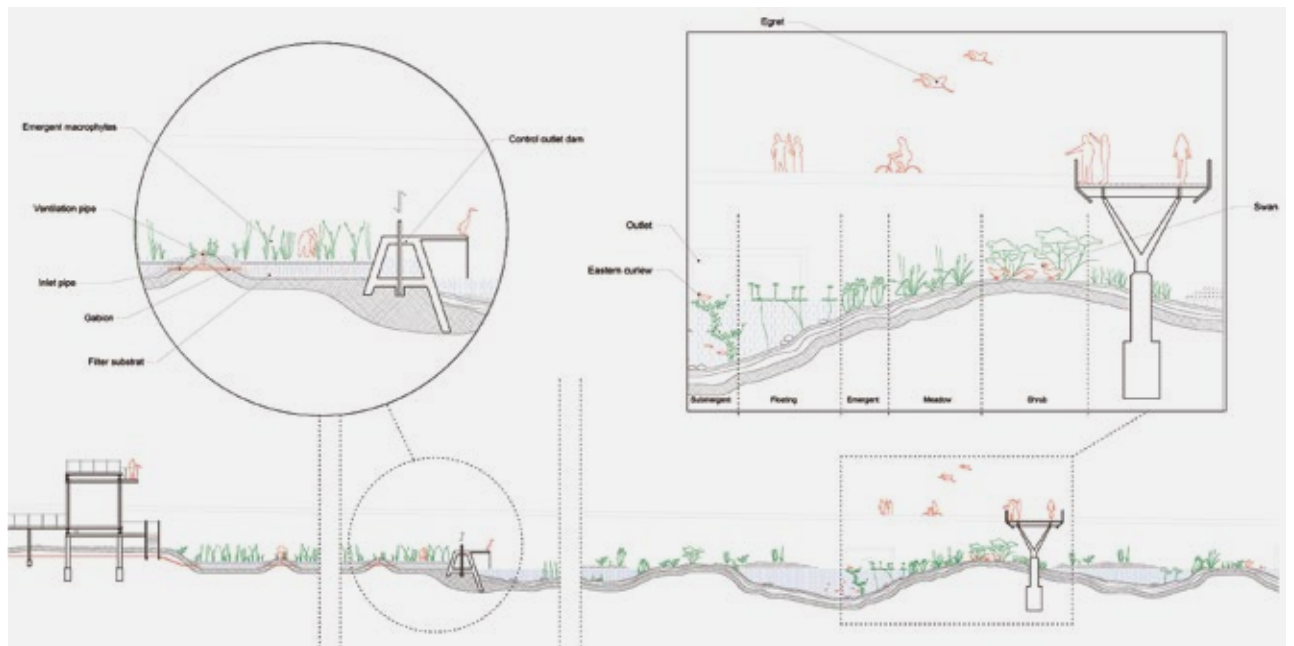 Egret
Emergent macrophytes
Control outlet dam
Ventilation pipe
Swan
Outlet
Eastern curlew
Inlet pipe
Gabion
Filter substrat
Submergent
Floating
Emergent
Meadow
Shrub